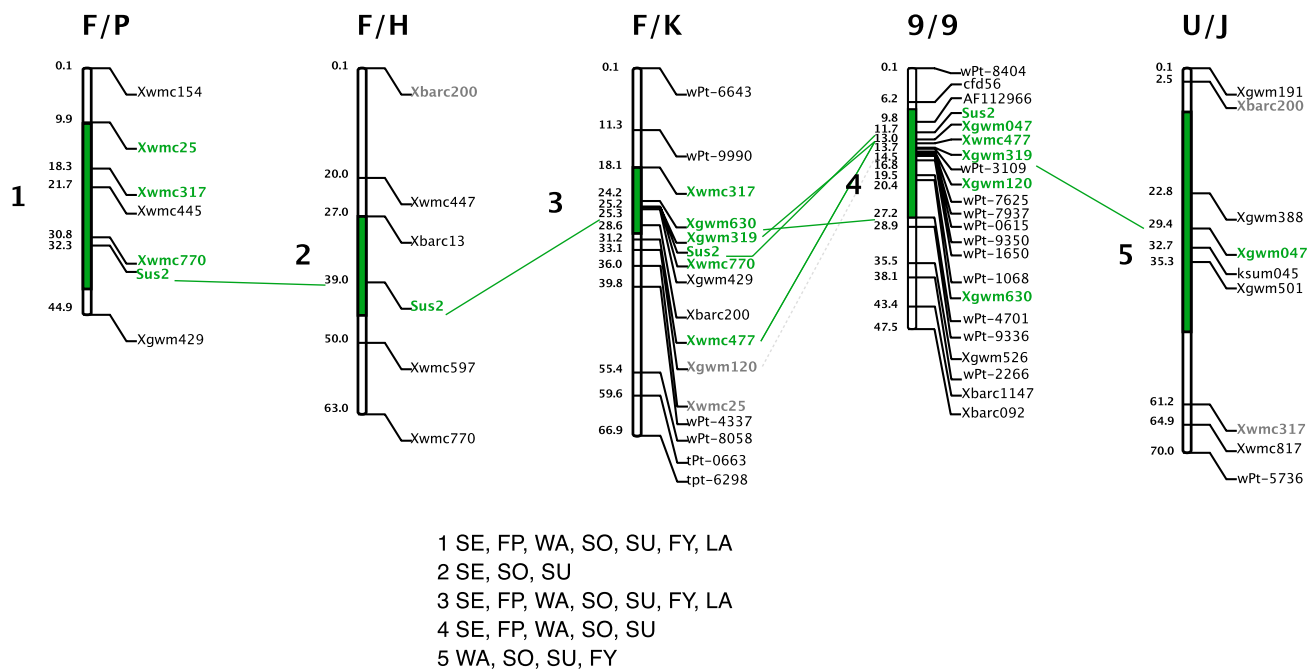 F/P
F/H
F/K
9/9
U/J
1
0.1
9.9
18.3
21.7
30.8
32.3
44.9
Xwmc154
Xwmc25
Xwmc317
Xwmc445
Xwmc770
Sus2
Xgwm429
2
0.1
20.0
27.0
39.0
50.0
63.0
Xbarc200
Xwmc447
Xbarc13
Sus2
Xwmc597
Xwmc770
3
0.1
11.3
18.1
24.2
25.2
25.3
28.6
31.2
33.1
36.0
39.8
55.4
59.6
66.9
wPt-6643
wPt-9990
Xwmc317
Xgwm630
Xgwm319
Sus2
Xwmc770
Xgwm429
Xbarc200
Xwmc477
Xgwm120
Xwmc25
wPt-4337
wPt-8058
tPt-0663
tpt-6298
4
0.1
6.2
9.8
11.7
13.0
13.7
14.5
16.8
19.5
20.4
27.2
28.9
35.5
38.1
43.4
47.5
wPt-8404
cfd56
AF112966
Sus2
Xgwm047
Xwmc477
Xgwm319
wPt-3109
Xgwm120
wPt-7625
wPt-7937
wPt-0615
wPt-9350
wPt-1650
wPt-1068
Xgwm630
wPt-4701
wPt-9336
Xgwm526
wPt-2266
Xbarc1147
Xbarc092
5
0.1
2.5
22.8
29.4
32.7
35.3
61.2
64.9
70.0
Xgwm191
Xbarc200
Xgwm388
Xgwm047
ksum045
Xgwm501
Xwmc317
Xwmc817
wPt-5736
1 SE, FP, WA, SO, SU, FY, LA
2 SE, SO, SU
3 SE, FP, WA, SO, SU, FY, LA
4 SE, FP, WA, SO, SU
5 WA, SO, SU, FY